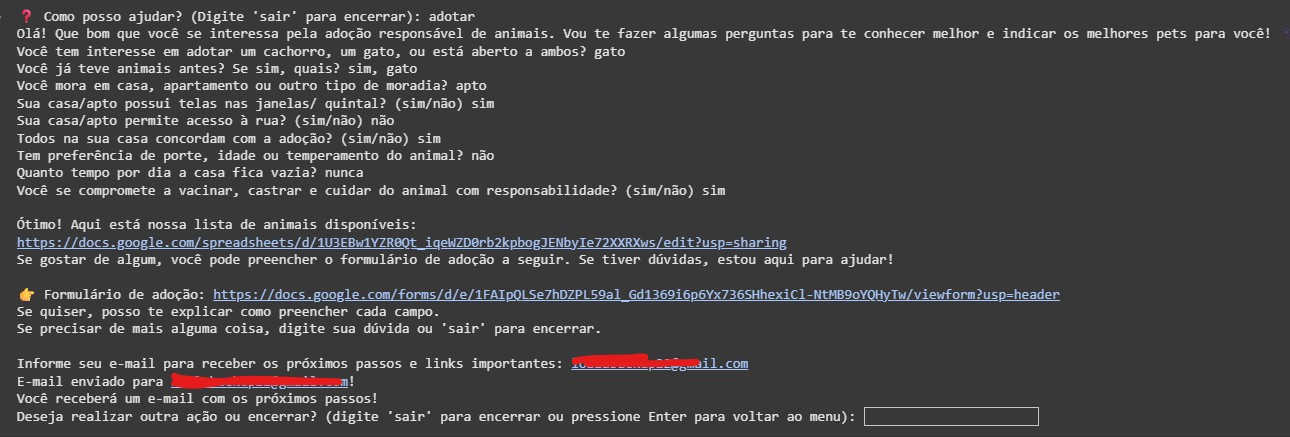 ❓ Como posso ajudar? (Digite 'sair' para encerrar): adotar
Olá! Que bom que você se interessa pela adoção responsável de animais. Vou te fazer algumas perguntas para te conhecer melhor e indicar os melhores pets para você!
Você tem interesse em adotar um cachorro, um gato, ou está aberto a ambos? gato
Você já teve animais antes? Se sim, quais? sim, gato
Você mora em casa, apartamento ou outro tipo de moradia? apto
Sua casa/apto possui telas nas janelas/ quintal? (sim/não) sim
Sua casa/apto permite acesso à rua? (sim/não) não
Todos na sua casa concordam com a adoção? (sim/não) sim
Tem preferência de porte, idade ou temperamento do animal? não
Quanto tempo por dia a casa fica vazia? nunca
Você se compromete a vacinar, castrar e cuidar do animal com responsabilidade? (sim/não) sim
Ótimo! Aqui está nossa lista de animais disponíveis:
https://docs.google.com/spreadsheets/d/1U3EBw1YZR0Qt_iqeWZD0rb2kpbogJENbyIe72XXRXws/edit?usp=sharing
Se gostar de algum, você pode preencher o formulário de adoção a seguir. Se tiver dúvidas, estou aqui para ajudar!
👉 Formulário de adoção: https://docs.google.com/forms/d/e/1FAIpQLSe7hDZPL59al_Gd1369i6p6Yx736SHhexiCl-NtMB9oYQHyTw/viewform?usp=header
Se quiser, posso te explicar como preencher cada campo.
Se precisar de mais alguma coisa, digite sua dúvida ou 'sair' para encerrar.
Informe seu e-mail para receber os próximos passos e links importantes:
E-mail enviado para
Você receberá um e-mail com os próximos passos!
Deseja realizar outra ação ou encerrar? (digite 'sair' para encerrar ou pressione Enter para voltar ao menu):